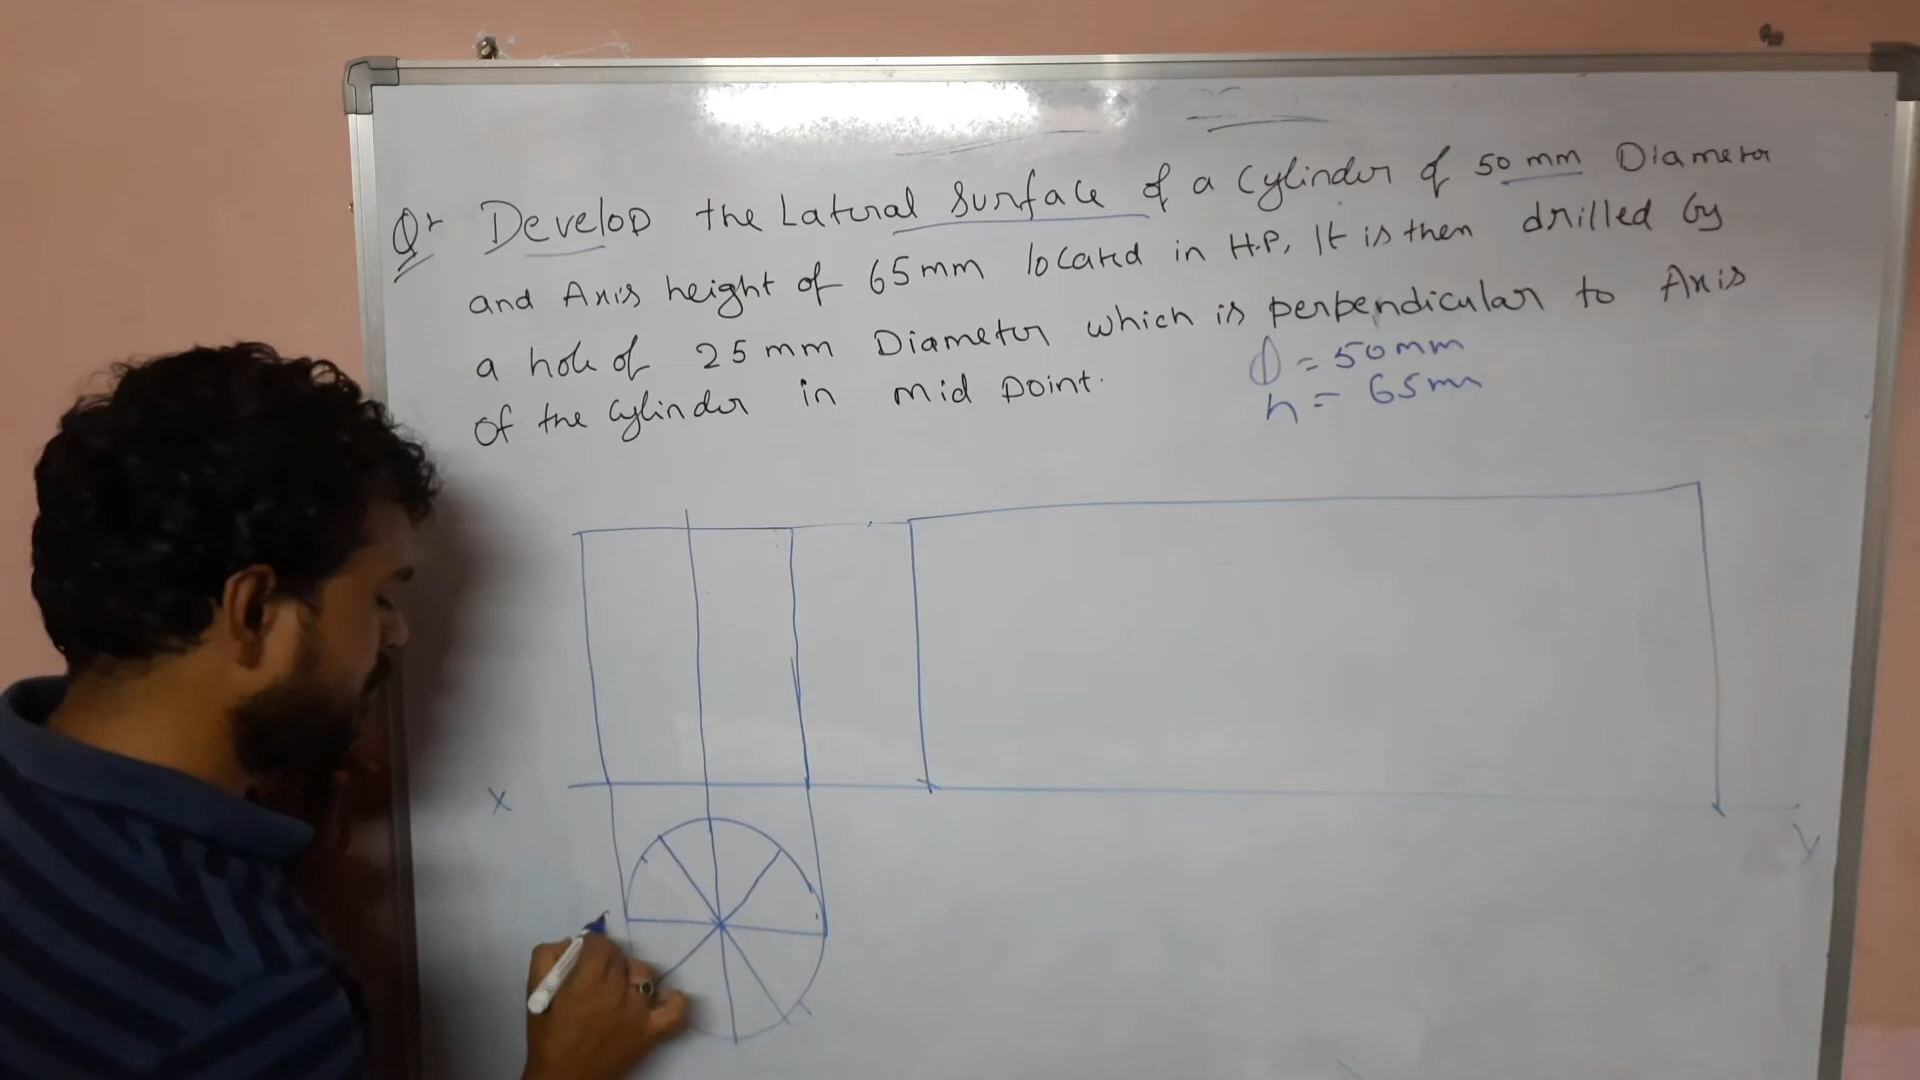 Qr Develop the Lateral Surface of a Cylinder of 50 mm Diameter
and Axis height of 65mm located in H.P, It is then drilled by
a hole of 25mm Diameter which is perpendicular to Axis
of the Cylinder in mid point.
D = 50mm
h = 65mm
X
Y